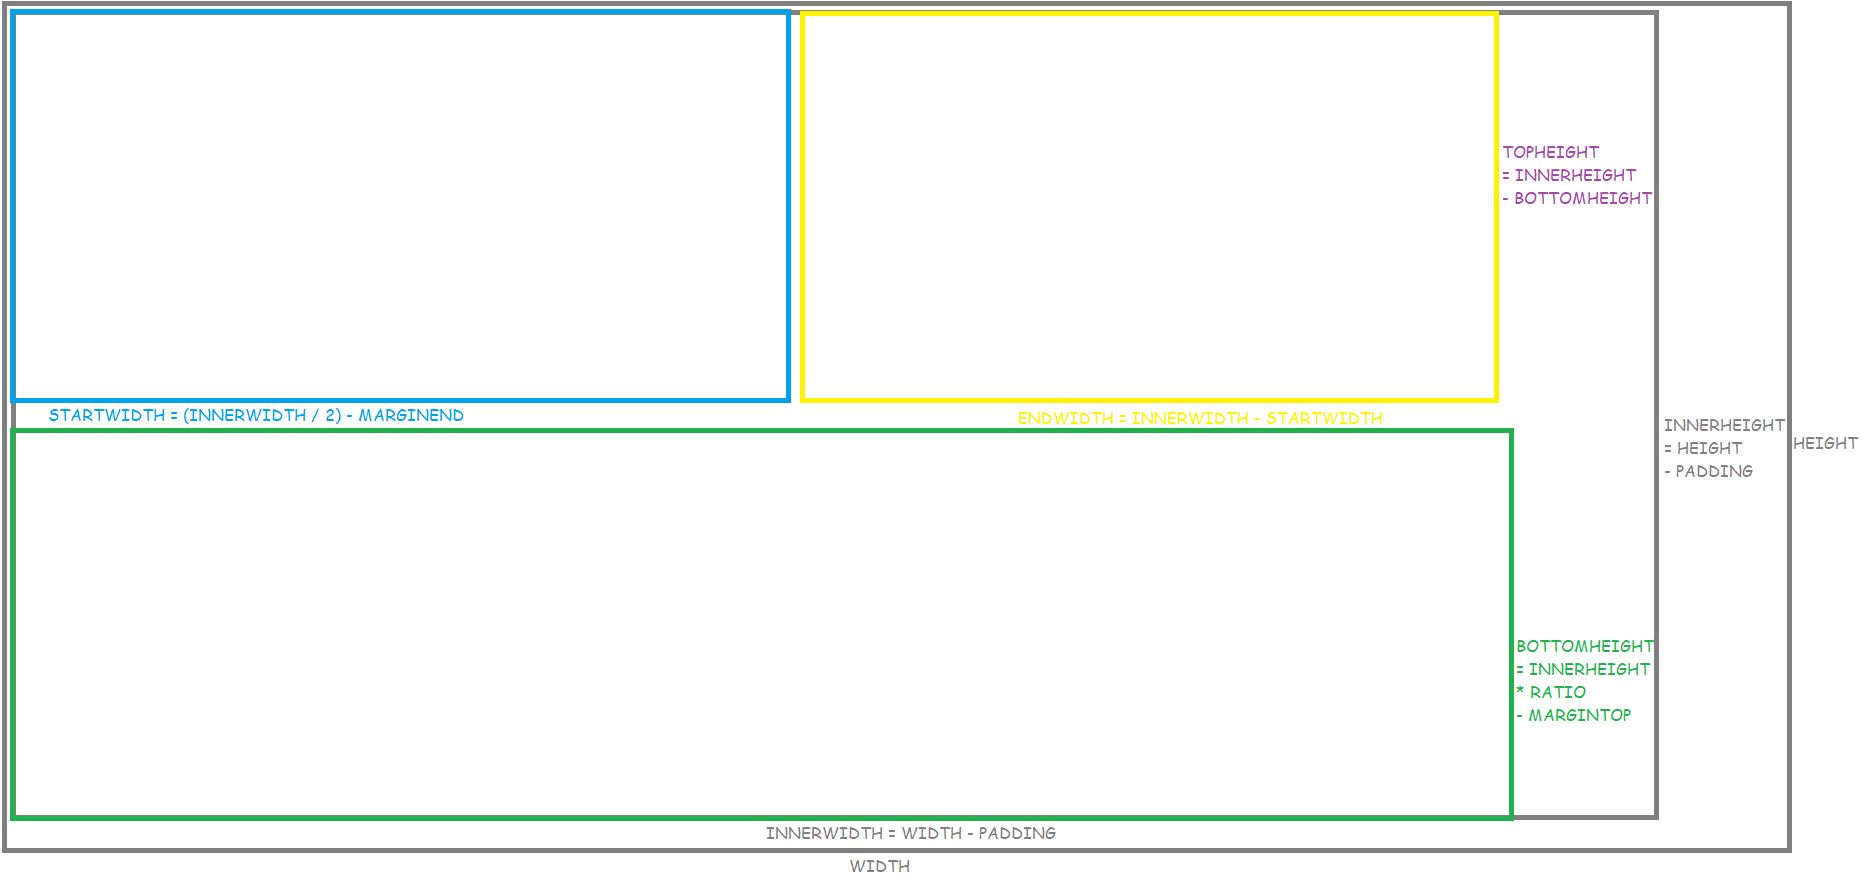 TOPHEIGHT
= INNERHEIGHT
- BOTTOMHEIGHT
STARTWIDTH = (INNERWIDTH / 2) - MARGINEND
ENDWIDTH = INNERWIDTH - STARTWIDTH
INNERHEIGHT
= HEIGHT
- PADDING
HEIGHT
BOTTOMHEIGHT
= INNERHEIGHT
* RATIO
- MARGINTOP
INNERWIDTH = WIDTH - PADDING
WIDTH